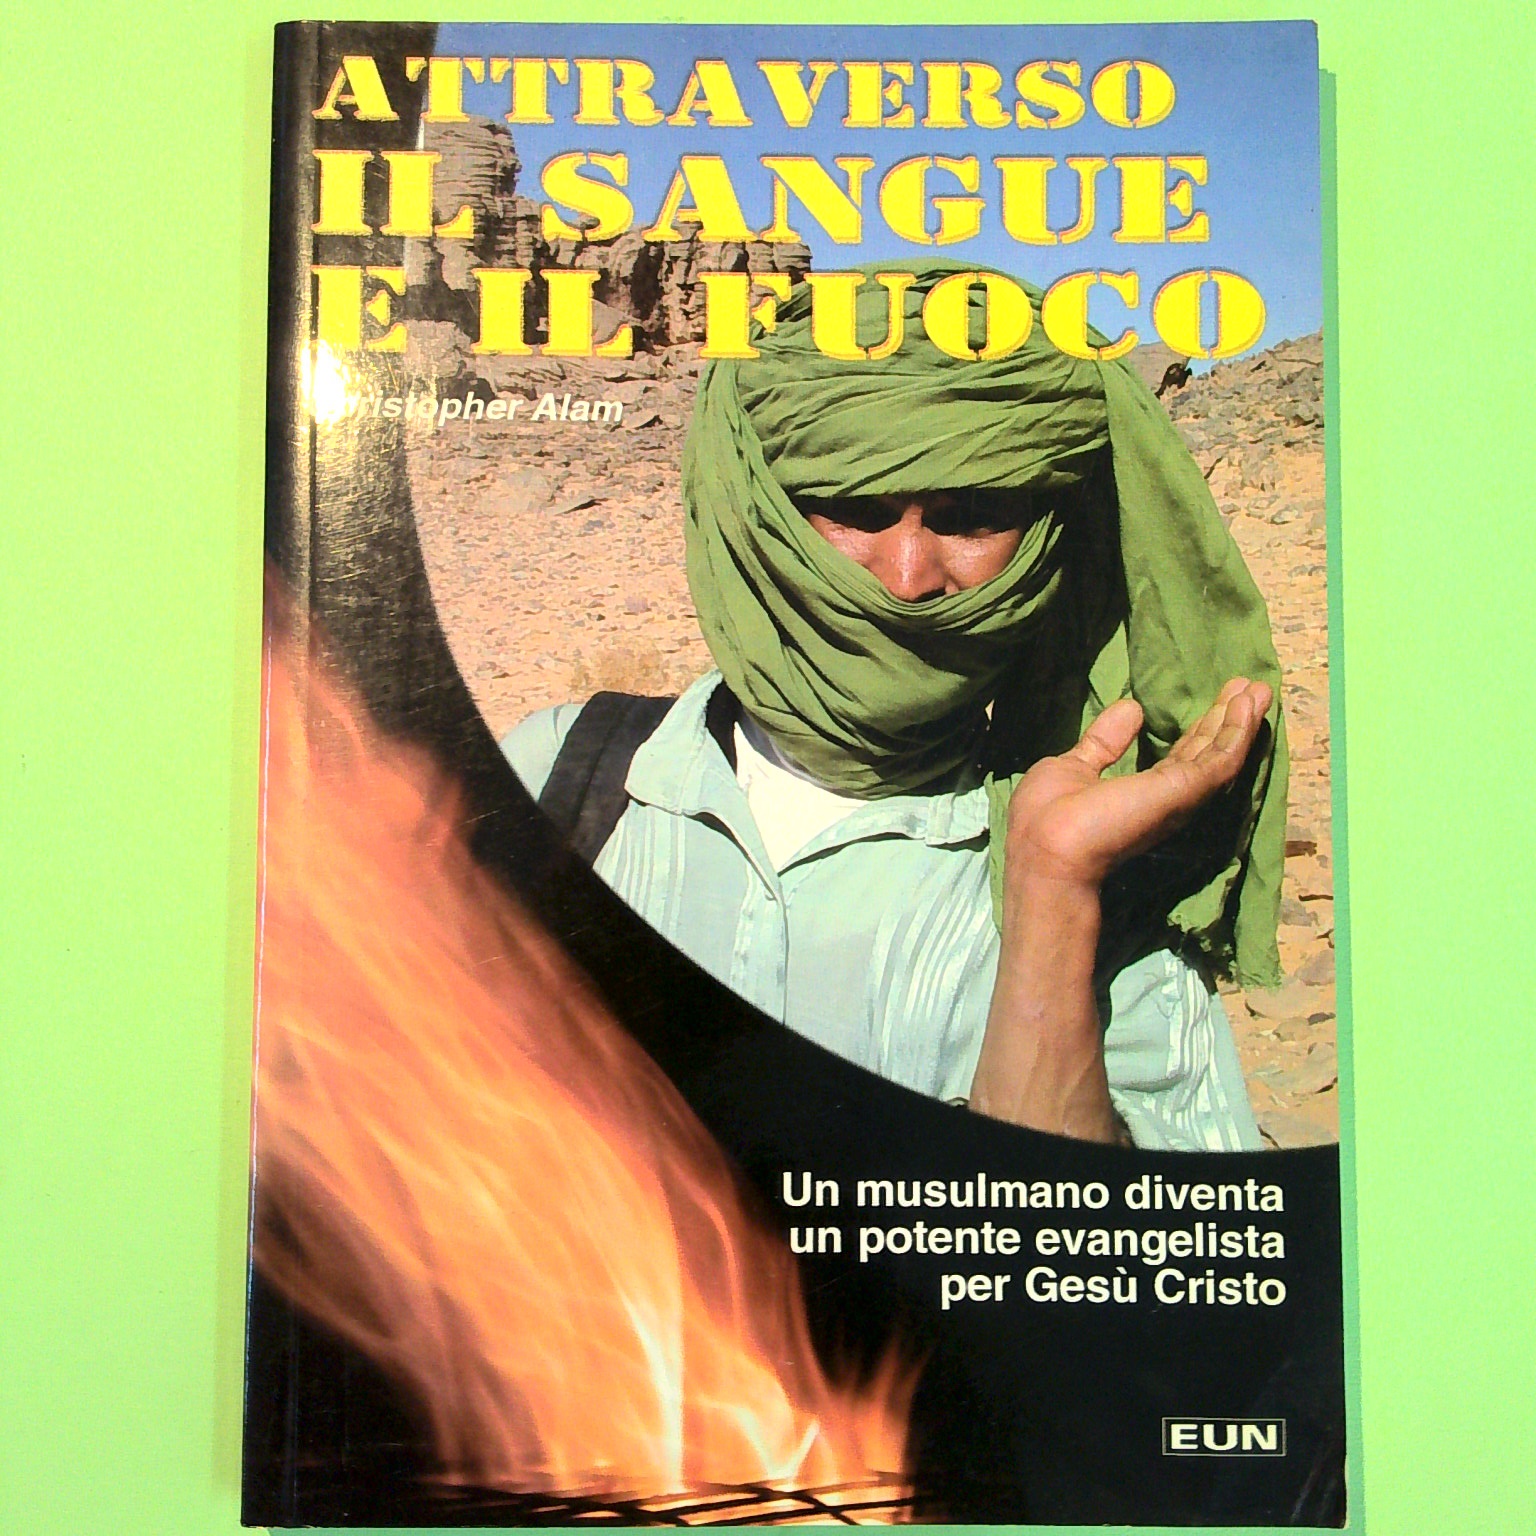 ATTRAVERSO
IL SANGUE
E IL FUOCO
Christopher Alam
Un musulmano diventa
un potente evangelista
per Gesù Cristo
EUN